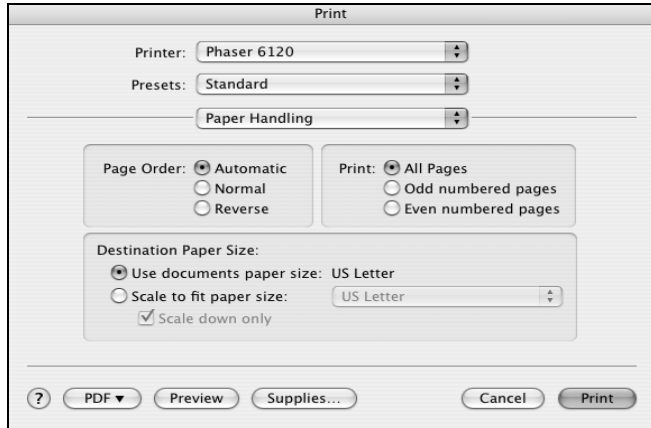 Print
Printer: Phaser 6120
Presets: Standard
Paper Handling
Page Order: Automatic
Normal
Reverse
Print: All Pages
Odd numbered pages
Even numbered pages
Destination Paper Size:
Use documents paper size: US Letter
Scale to fit paper size: US Letter
Scale down only
? PDF▼ Preview Supplies... Cancel Print